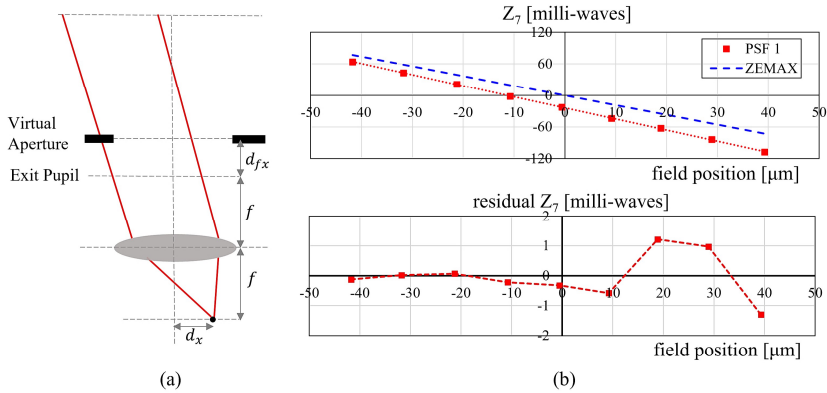 Virtual
Aperture
Exit Pupil
d_fx
f
f
d_x
(a)
Z₇ [milli-waves]
120
60
0
-60
-120
-50 -40 -30 -20 -10 0 10 20 30 40 50
PSF 1
ZEMAX
field position [μm]
residual Z₇ [milli-waves]
2
1
0
-1
-2
-50 -40 -30 -20 -10 0 10 20 30 40 50
field position [μm]
(b)